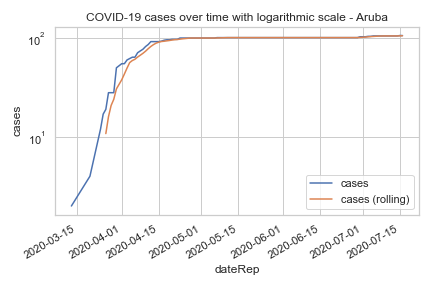 COVID-19 cases over time with logarithmic scale - Aruba
10²
10¹
cases
cases
cases (rolling)
2020-03-15
2020-04-01
2020-04-15
2020-05-01
2020-05-15
2020-06-01
2020-06-15
2020-07-01
2020-07-15
dateRep